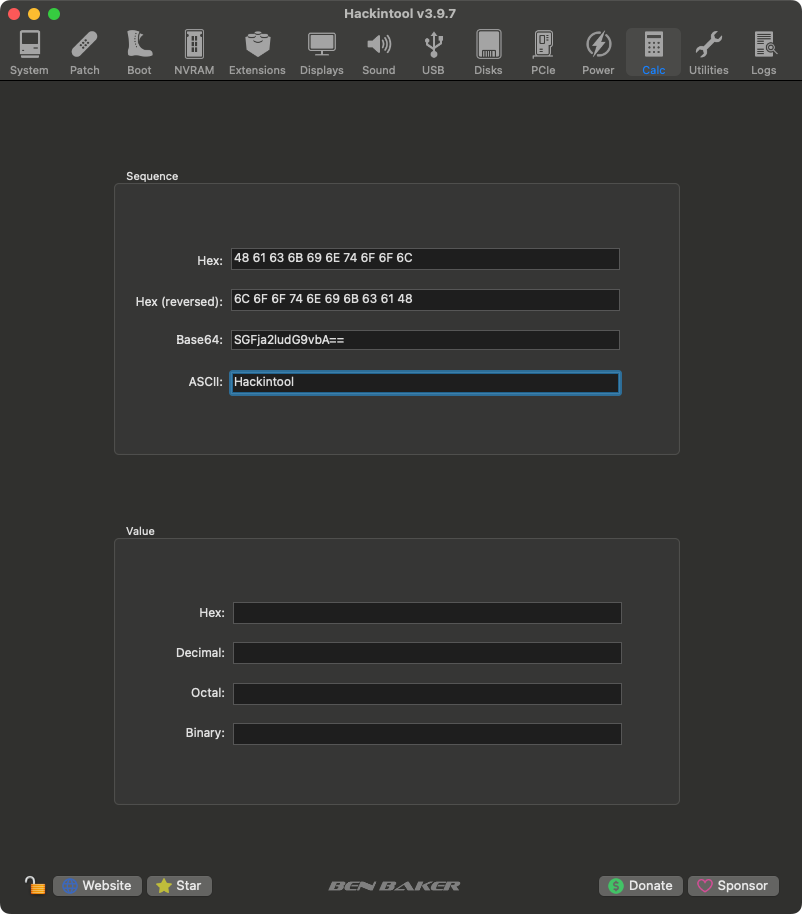 Hackintool v3.9.7
System Patch Boot NVRAM Extensions Displays Sound USB Disks PCIe Power Calc Utilities Logs
Sequence
Hex: 48 61 63 6B 69 6E 74 6F 6F 6C
Hex (reversed): 6C 6F 6F 74 6E 69 6B 63 61 48
Base64: SGFja2ludG9vbA==
ASCII: Hackintool
Value
Hex:
Decimal:
Octal:
Binary:
Website Star BEN BAKER $ Donate Sponsor